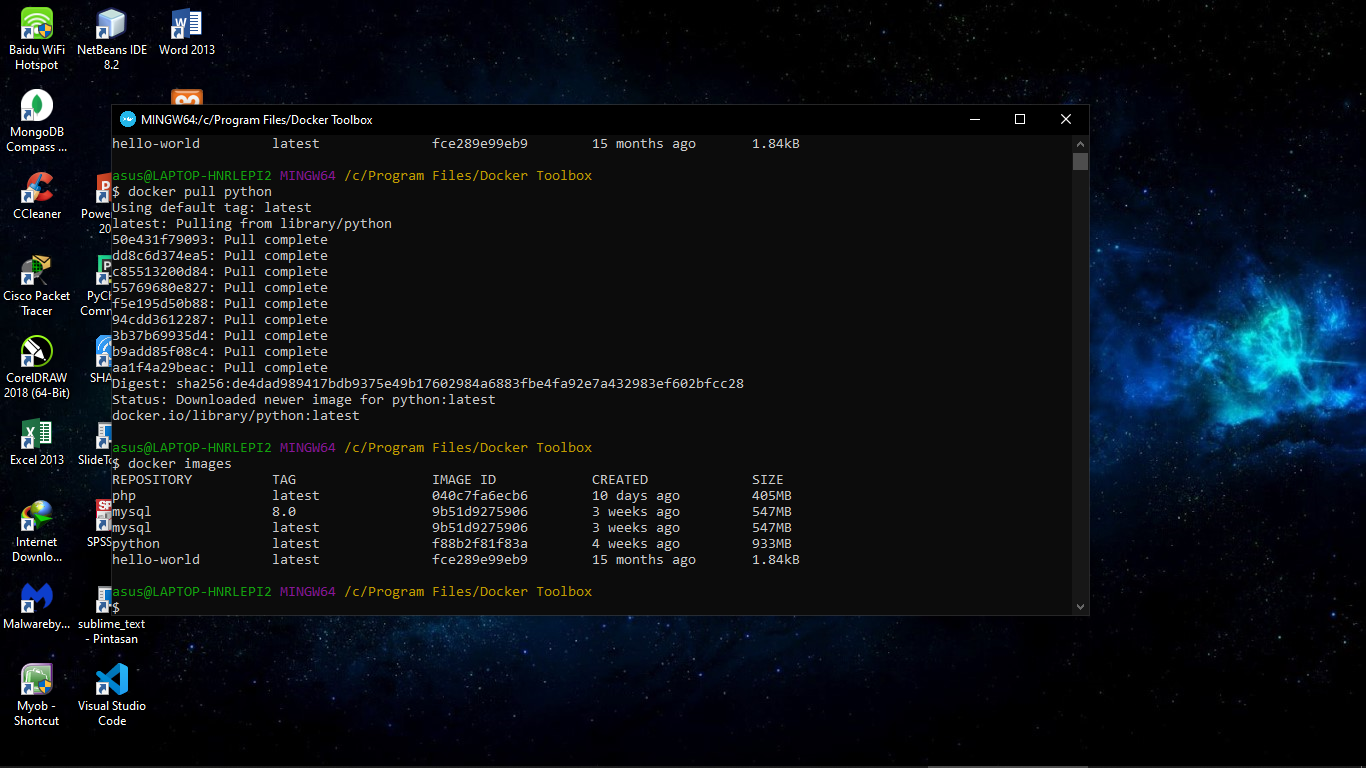 Baidu WiFi
Hotspot
NetBeans IDE
8.2
Word 2013
MongoDB
Compass ...
CCleaner
Pow
20
Cisco Packet
Tracer
PyCh
Comm
CorelDRAW
2018 (64-Bit)
SHA
Excel 2013
SlideTo
Internet
Downlo...
SPSS
Malwareby...
sublime_text
- Pintasan
Myob -
Shortcut
Visual Studio
Code
MINGW64:/c/Program Files/Docker Toolbox
hello-world latest fce289e99eb9 15 months ago 1.84kB
asus@LAPTOP-HNRLEPI2 MINGW64 /c/Program Files/Docker Toolbox
$ docker pull python
Using default tag: latest
latest: Pulling from library/python
50e431f79093: Pull complete
dd8c6d374ea5: Pull complete
c85513200d84: Pull complete
55769680e827: Pull complete
f5e195d50b88: Pull complete
94cdd3612287: Pull complete
3b37b69935d4: Pull complete
b9add85f08c4: Pull complete
aa1f4a29beac: Pull complete
Digest: sha256:de4dad989417bdb9375e49b17602984a6883fbe4fa92e7a432983ef602bfcc28
Status: Downloaded newer image for python:latest
docker.io/library/python:latest
asus@LAPTOP-HNRLEPI2 MINGW64 /c/Program Files/Docker Toolbox
$ docker images
REPOSITORY TAG IMAGE ID CREATED SIZE
php latest 040c7fa6ecb6 10 days ago 405MB
mysql 8.0 9b51d9275906 3 weeks ago 547MB
mysql latest 9b51d9275906 3 weeks ago 547MB
python latest f88b2f81f83a 4 weeks ago 933MB
hello-world latest fce289e99eb9 15 months ago 1.84kB
asus@LAPTOP-HNRLEPI2 MINGW64 /c/Program Files/Docker Toolbox
$